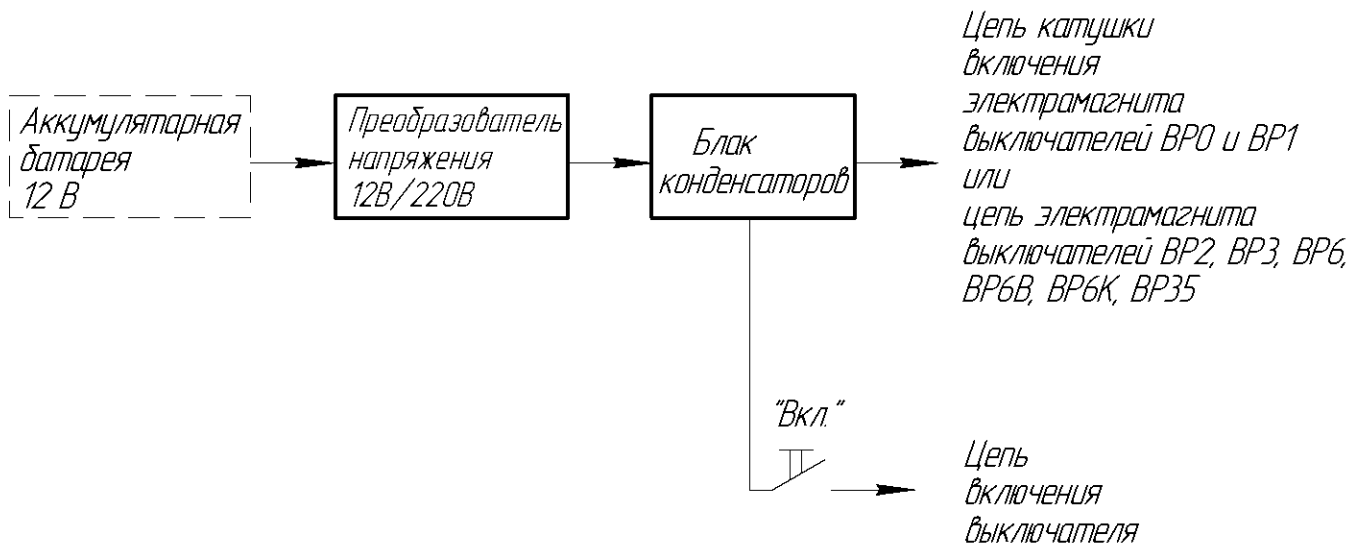 Аккумулятарная
батарея
12 В
Преобразователь
напряжения
12В/220В
Блак
конденсаторов
Цепь катушки
включения
электрамагнита
выключателей ВР0 и ВР1
или
цепь электрамагнита
выключателей ВР2, ВР3, ВР6,
ВР6В, ВР6К, ВР35
"Вкл."
Цепь
включения
выключателя